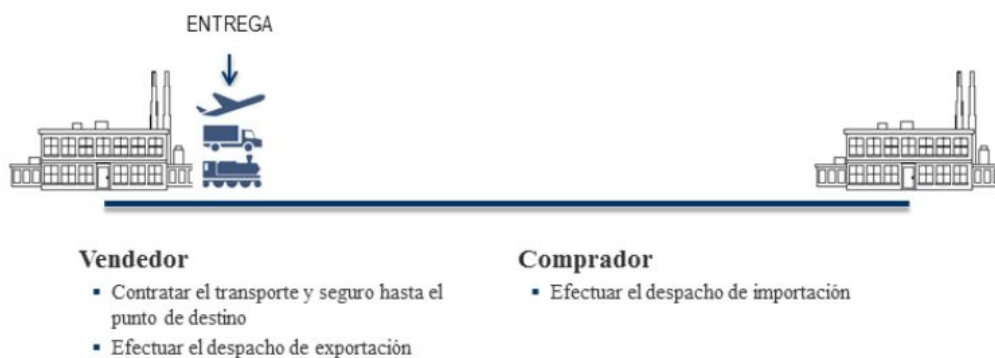 ENTREGA
Vendedor
▪ Contratar el transporte y seguro hasta el
punto de destino
▪ Efectuar el despacho de exportación
Comprador
▪ Efectuar el despacho de importación